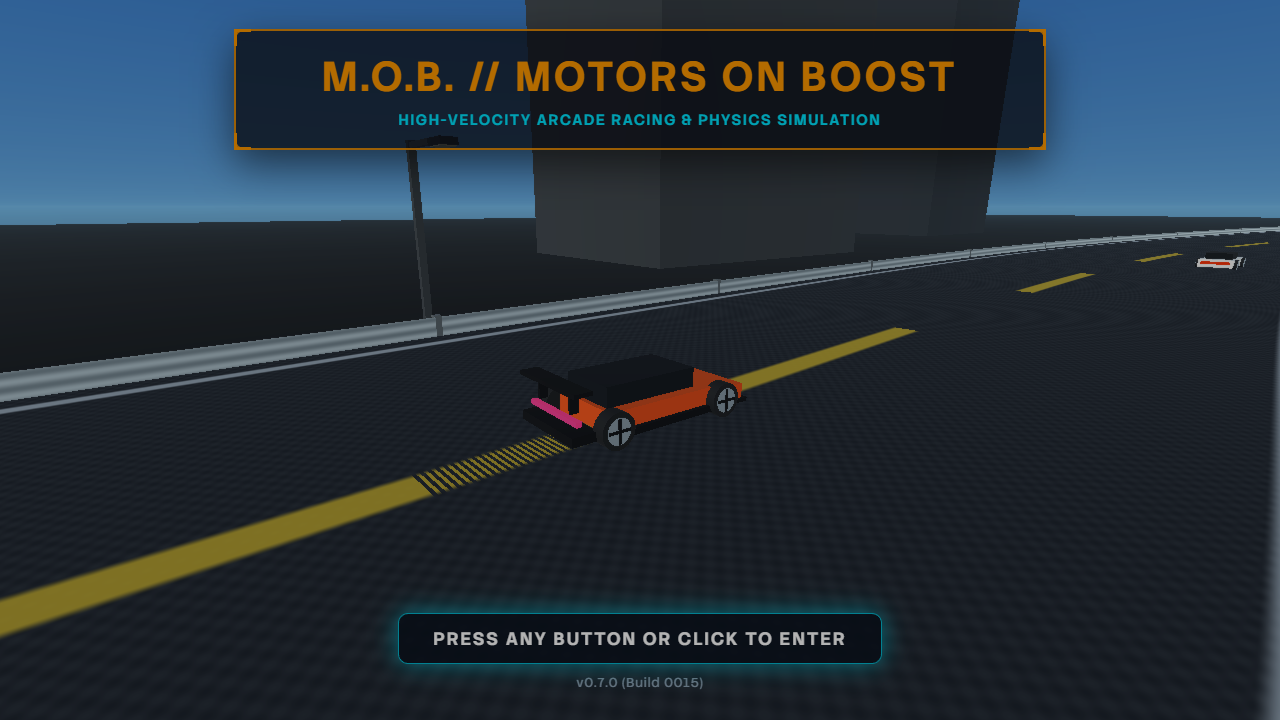 M.O.B. // MOTORS ON BOOST
HIGH-VELOCITY ARCADE RACING & PHYSICS SIMULATION
PRESS ANY BUTTON OR CLICK TO ENTER
v0.7.0 (Build 0015)